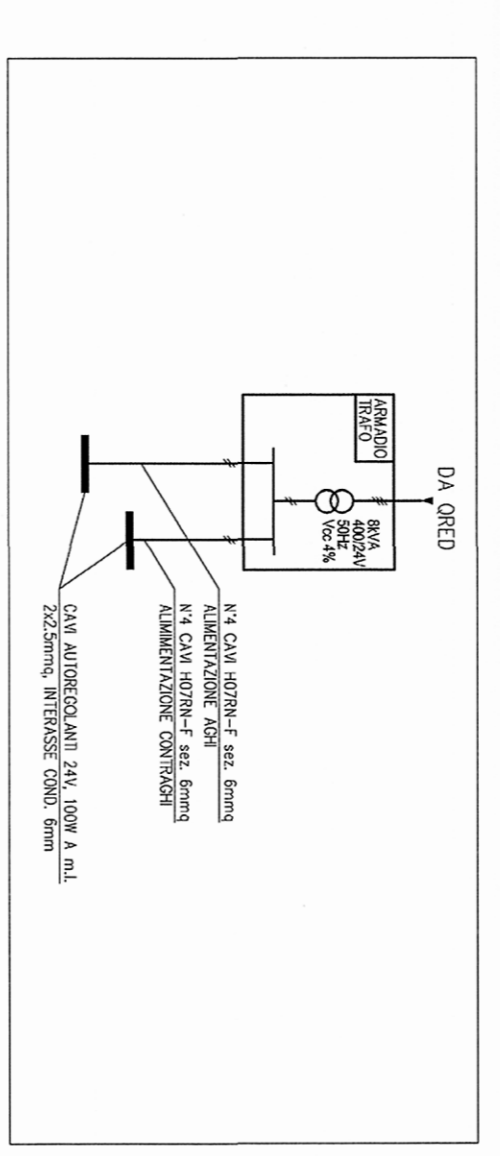 DA QRED
ARMADIO
TRAFO
8kVA
400/24V
50Hz
Vcc 4%
N°4 CAVI H07RN-F sez. 6mmq
ALIMENTAZIONE AGHI
N°4 CAVI H07RN-F sez. 6mmq
ALIMIMENTAZIONE CONTRAGHI
CAVI AUTOREGOLANTI 24V, 100W A m.l.
2x2.5mmq, INTERASSE COND. 6mm